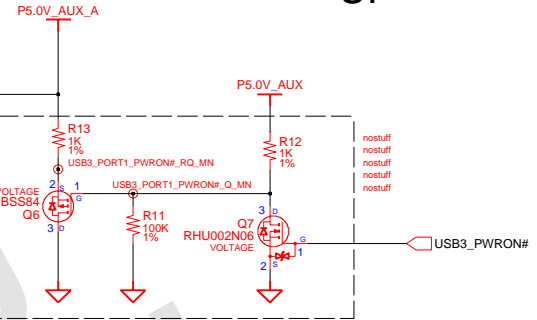 P5.0V_AUX_A
P5.0V_AUX
R13
1K
1%
R12
1K
1%
nostuff
nostuff
nostuff
nostuff
nostuff
USB3_PORT1_PWRON#_RQ_MN
USB3_PORT1_PWRON#_Q_MN
VOLTAGE
BSS84
Q6
2 S
1
G
3 D
R11
100K
1%
3 D
Q7
RHU002N06
VOLTAGE
G
1
2 S
USB3_PWRON#